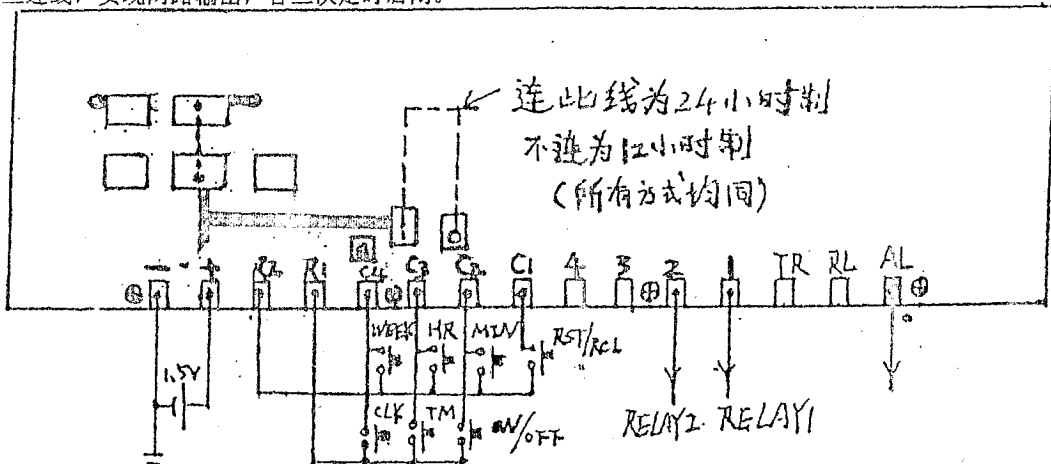 连此线为24小时制
不连为12小时制
(所有方式均同)
- + R2 R1 C4 C3 C2 C1 4 3 2 1 TR RL AL
WEEK HR MIN RST/RCL
1.5V
CLK TM ON/OFF
RELAY2 RELAY1